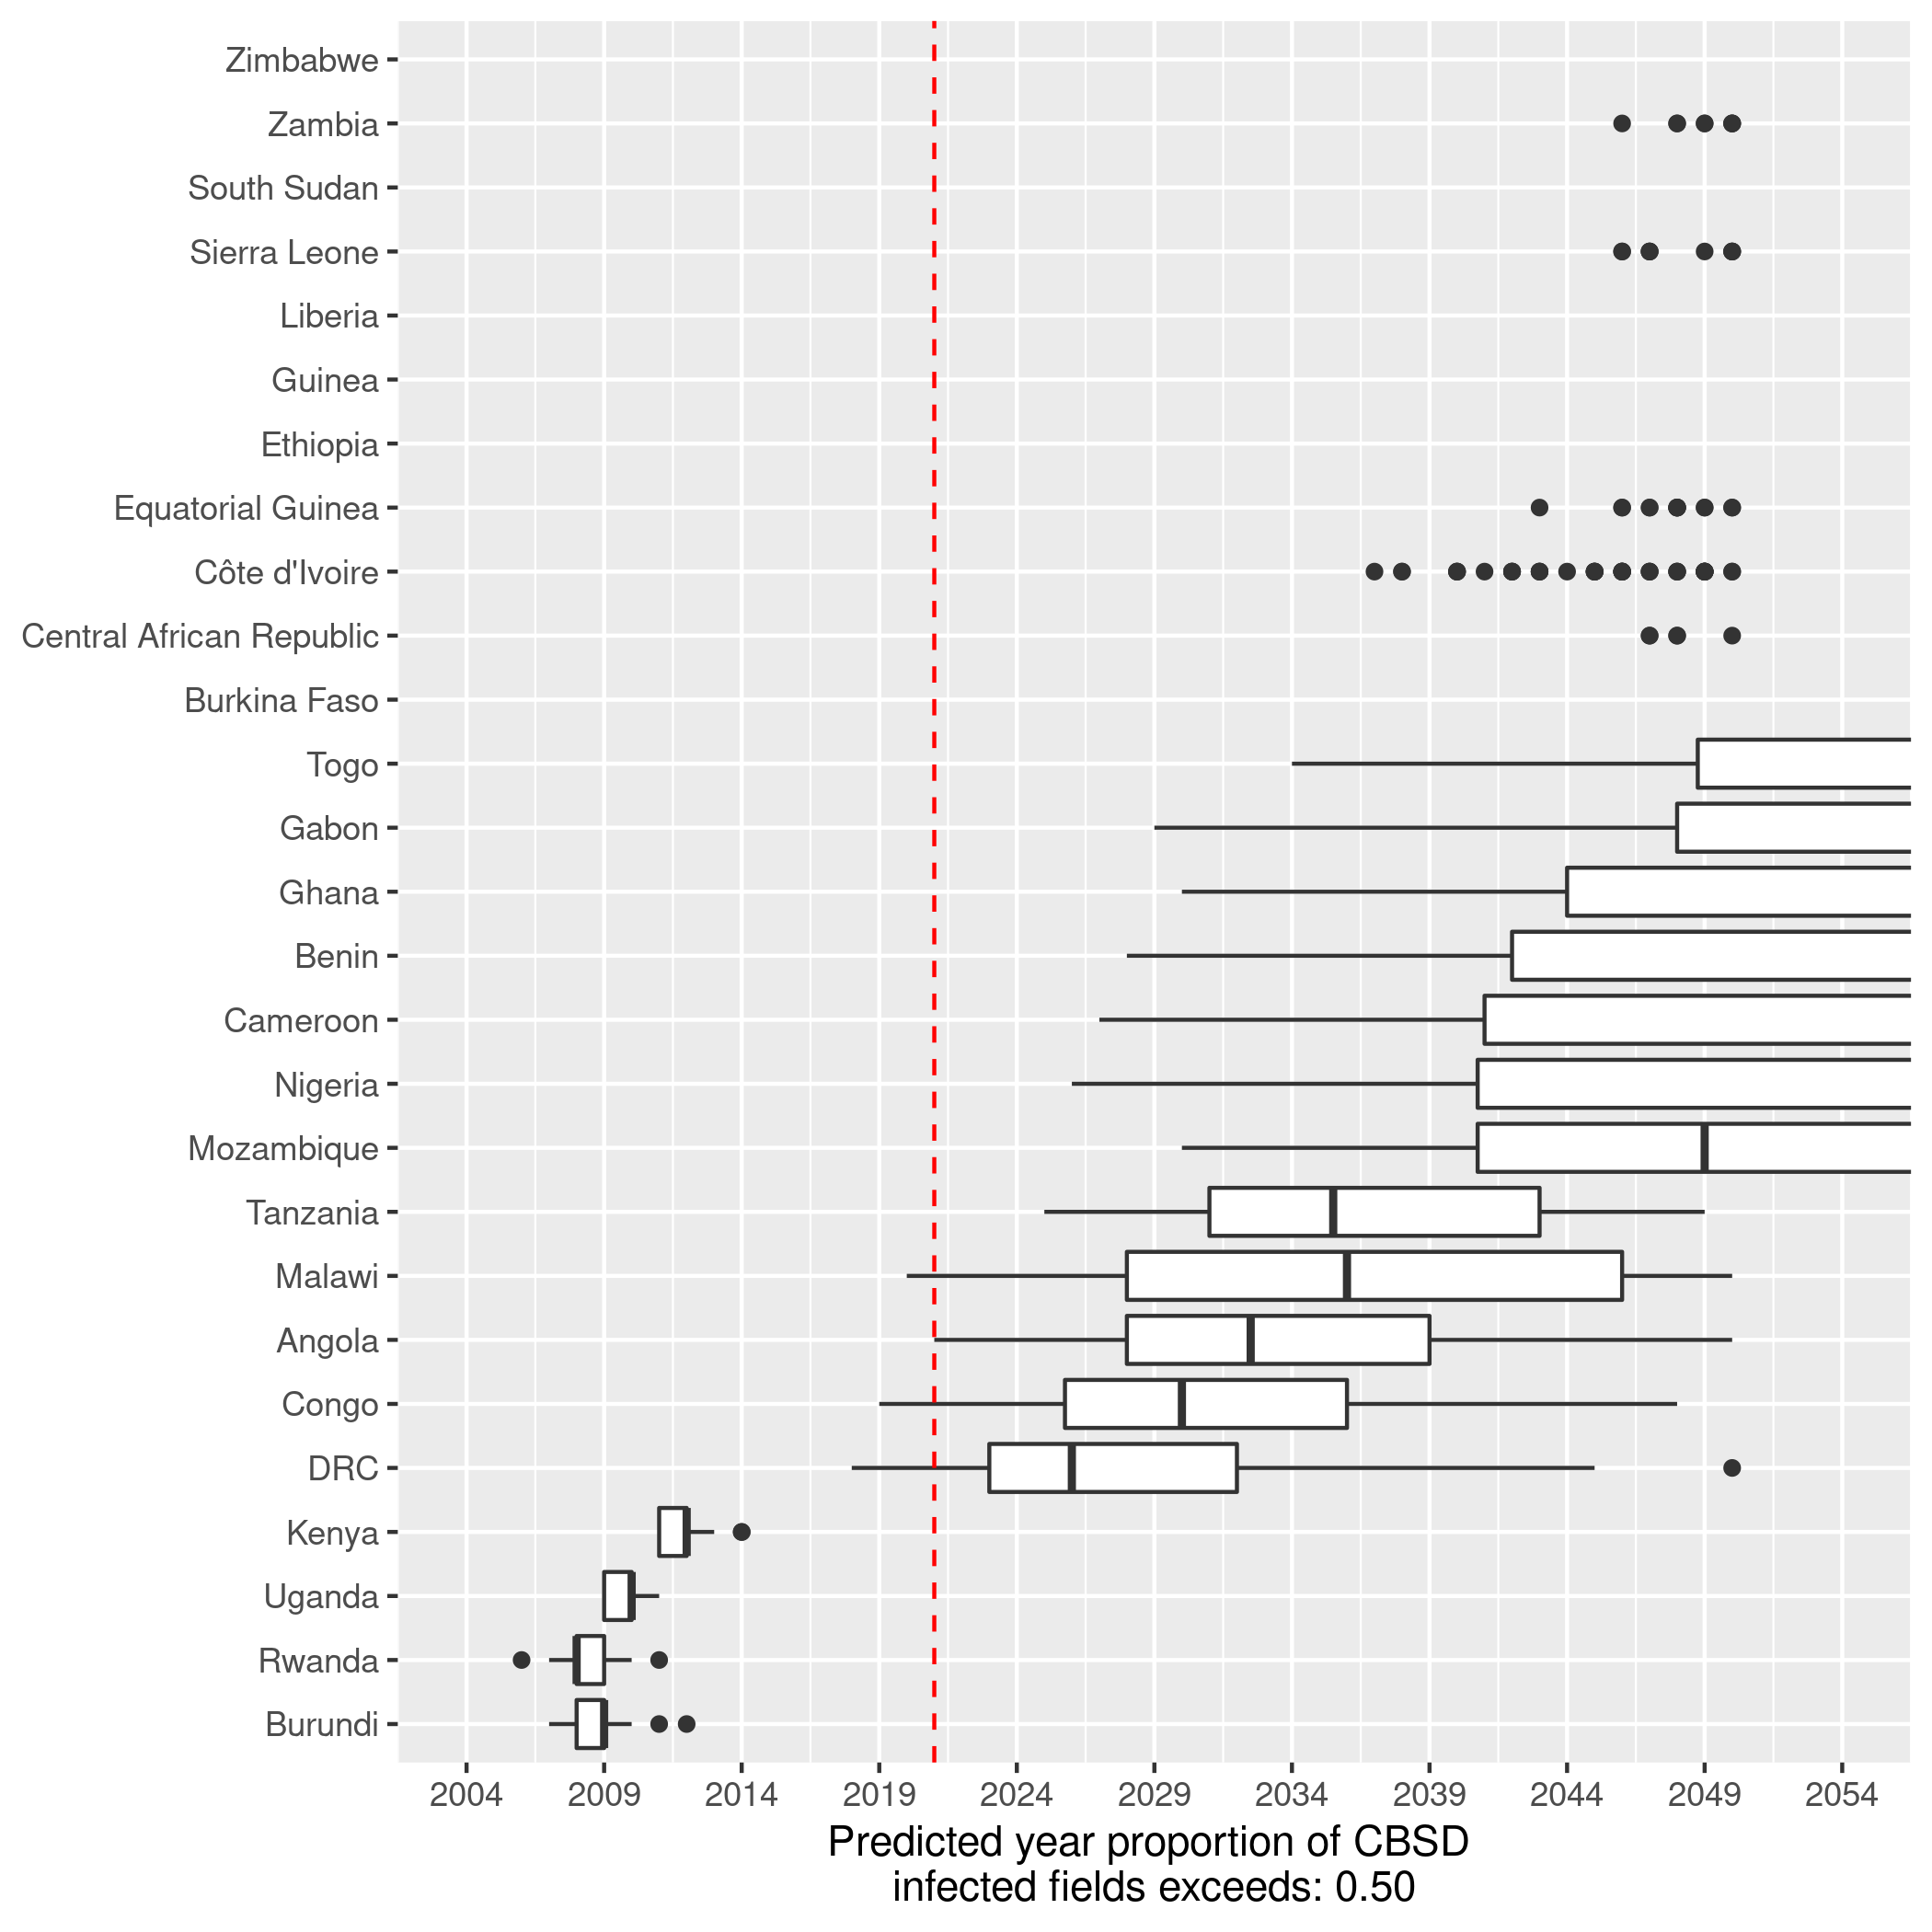 Zimbabwe
Zambia
South Sudan
Sierra Leone
Liberia
Guinea
Ethiopia
Equatorial Guinea
Côte d'Ivoire
Central African Republic
Burkina Faso
Togo
Gabon
Ghana
Benin
Cameroon
Nigeria
Mozambique
Tanzania
Malawi
Angola
Congo
DRC
Kenya
Uganda
Rwanda
Burundi
2004 2009 2014 2019 2024 2029 2034 2039 2044 2049 2054
Predicted year proportion of CBSD
infected fields exceeds: 0.50